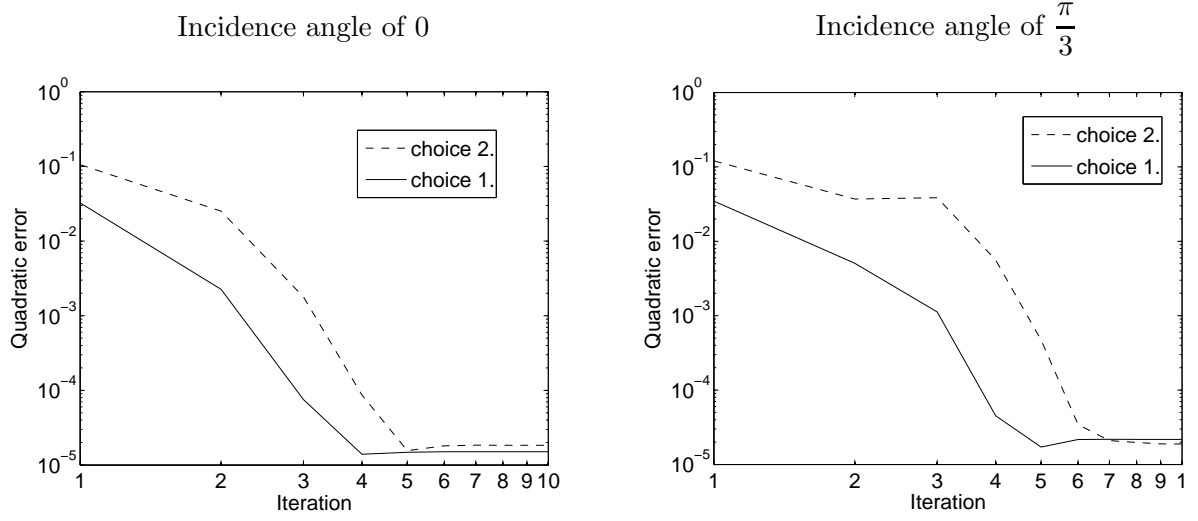 Incidence angle of 0
10^0
10^−1
10^−2
10^−3
10^−4
10^−5
Quadratic error
choice 2.
choice 1.
1 2 3 4 5 6 7 8 9 10
Iteration
Incidence angle of π/3
10^0
10^−1
10^−2
10^−3
10^−4
10^−5
Quadratic error
choice 2.
choice 1.
1 2 3 4 5 6 7 8 9 1
Iteration